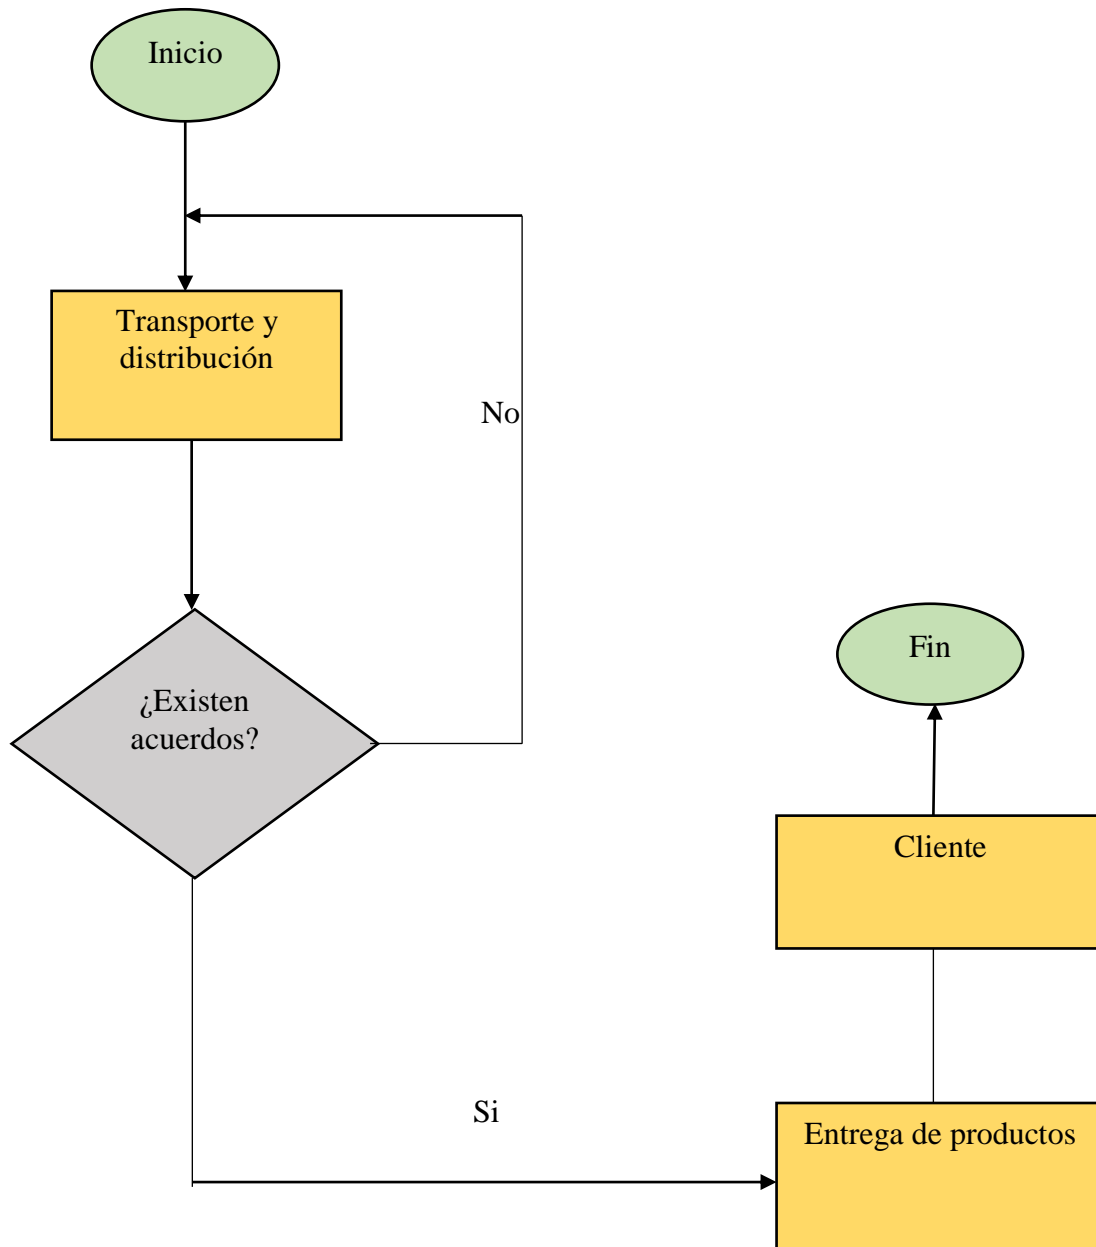 Inicio
Transporte y
distribución
No
¿Existen
acuerdos?
Fin
Cliente
Si
Entrega de productos